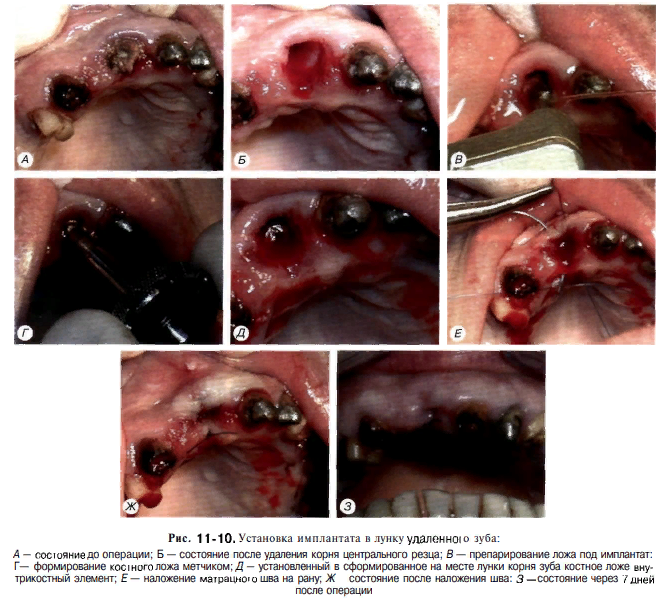 А
Б
В
Г
Д
Е
Ж
З
Рис. 11-10. Установка имплантата в лунку удаленного зуба:
А — состояние до операции; Б — состояние после удаления корня центрального резца; В — препарирование ложа под имплантат:
Г— формирование костного ложа метчиком; Д — установленный в сформированное на месте лунки корня зуба костное ложе вну-
трикостный элемент; Е — наложение матрацного шва на рану; Ж состояние после наложения шва: З —состояние через 7 дней
после операции